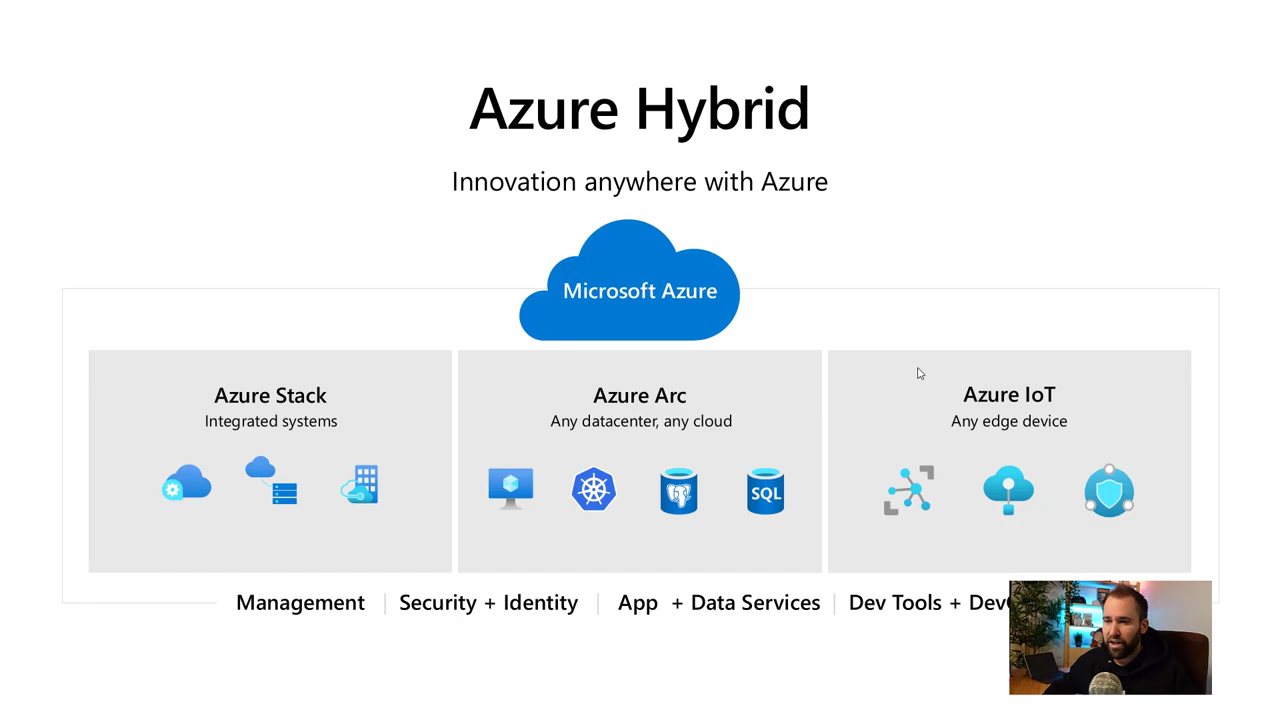 Azure Hybrid
Innovation anywhere with Azure
Microsoft Azure
Azure Stack
Integrated systems
Azure Arc
Any datacenter, any cloud
SQL
Azure IoT
Any edge device
Management | Security + Identity | App + Data Services | Dev Tools +